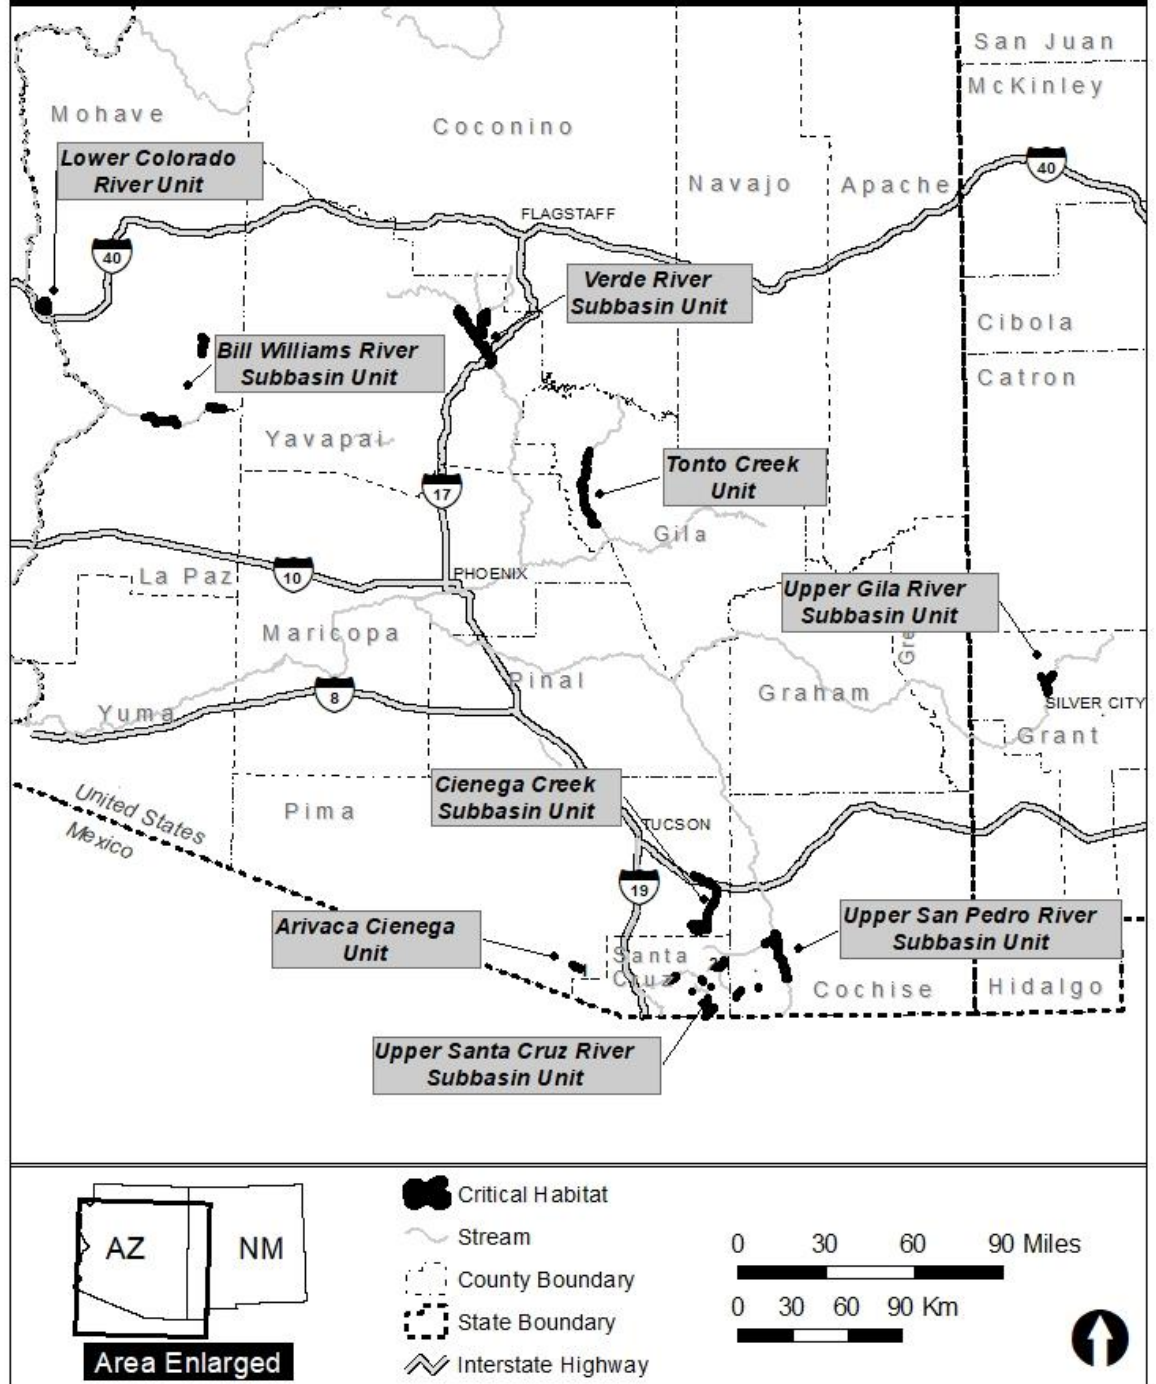 San Juan
McKinley
Mohave
Coconino
Lower Colorado
River Unit
Navajo
Apache
40
FLAGSTAFF
40
Verde River
Subbasin Unit
Cibola
Bill Williams River
Subbasin Unit
Catron
Yavapai
Tonto Creek
Unit
17
Gila
La Paz
10
PHOENIX
Upper Gila River
Subbasin Unit
Maricopa
Gre
Pinal
8
Graham
SILVER CITY
Yuma
Grant
Cienega Creek
Subbasin Unit
United States
Mexico
Pima
TUCSON
19
Arivaca Cienega
Unit
Upper San Pedro River
Subbasin Unit
Santa
Cruz
Cochise
Hidalgo
Upper Santa Cruz River
Subbasin Unit
AZ
NM
Area Enlarged
Critical Habitat
Stream
County Boundary
State Boundary
Interstate Highway
0 30 60 90 Miles
0 30 60 90 Km